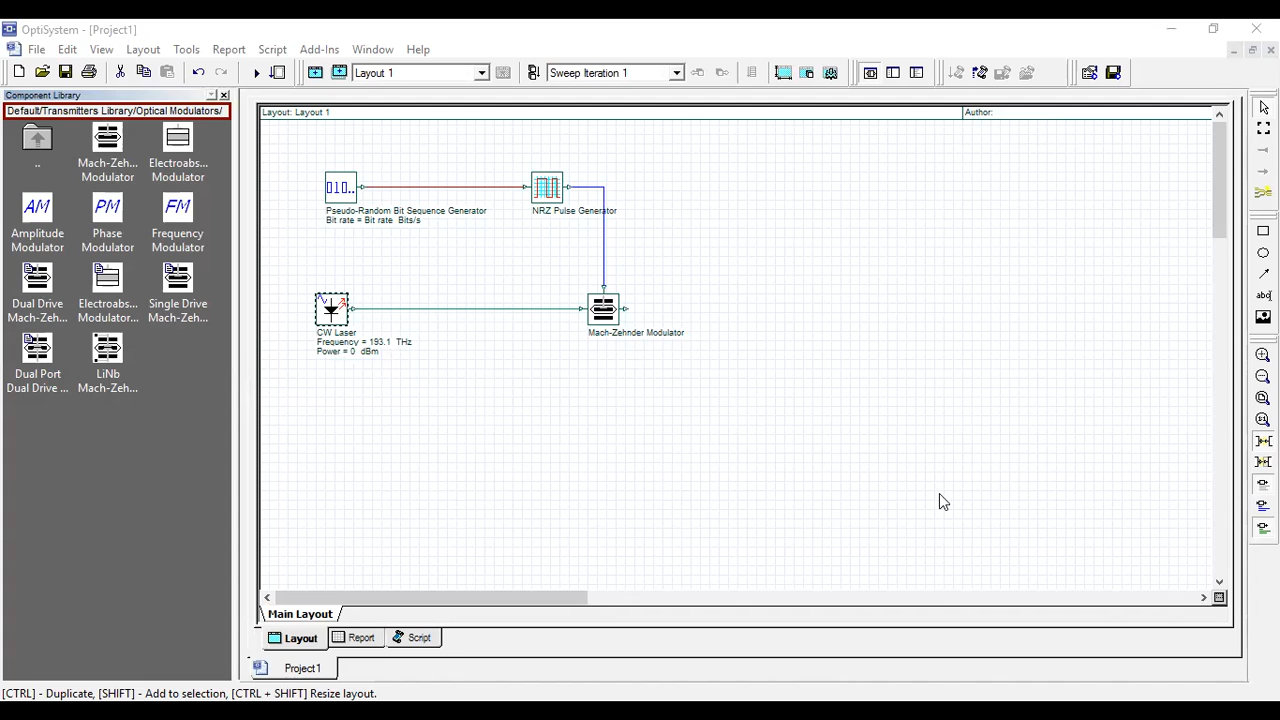 OptiSystem - [Project1]
File Edit View Layout Tools Report Script Add-Ins Window Help
Layout 1
Sweep Iteration 1
Component Library
Default/Transmitters Library/Optical Modulators/
..
Mach-Zeh... Modulator
Electroabs... Modulator
AM
Amplitude Modulator
PM
Phase Modulator
FM
Frequency Modulator
Dual Drive Mach-Zeh...
Electroabs... Modulator...
Single Drive Mach-Zeh...
Dual Port Dual Drive ...
LiNb Mach-Zeh...
Layout: Layout 1
Author:
010..
Pseudo-Random Bit Sequence Generator
Bit rate = Bit rate Bits/s
NRZ Pulse Generator
CW Laser
Frequency = 193.1 THz
Power = 0 dBm
Mach-Zehnder Modulator
abc
Main Layout
Layout Report Script
Project1
[CTRL] - Duplicate, [SHIFT] - Add to selection, [CTRL + SHIFT] Resize layout.